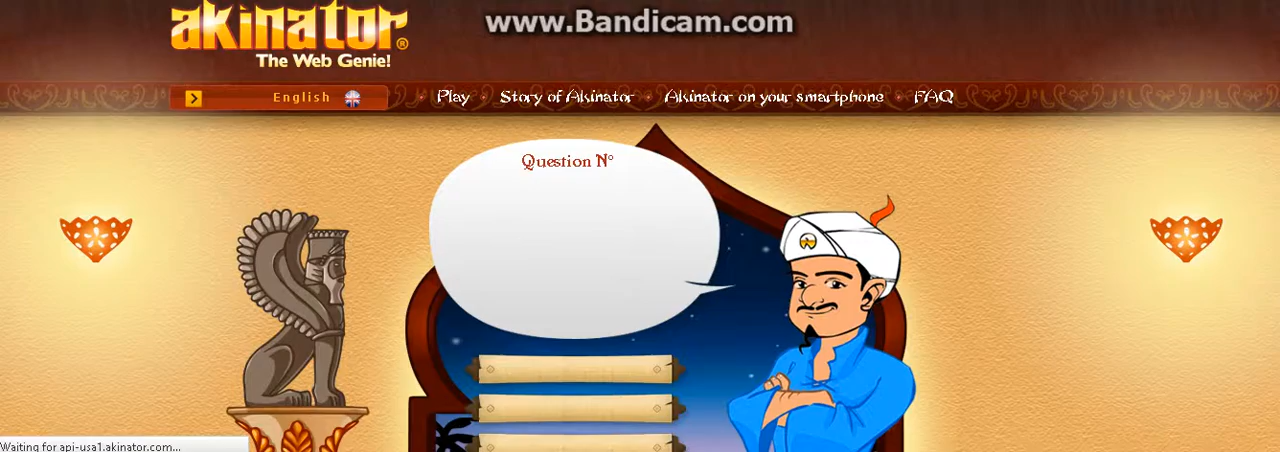 akinator®
The Web Genie!
www.Bandicam.com
English
Play
Story of Akinator
Akinator on your smartphone
FAQ
Question N°
Waiting for api-usa1.akinator.com...